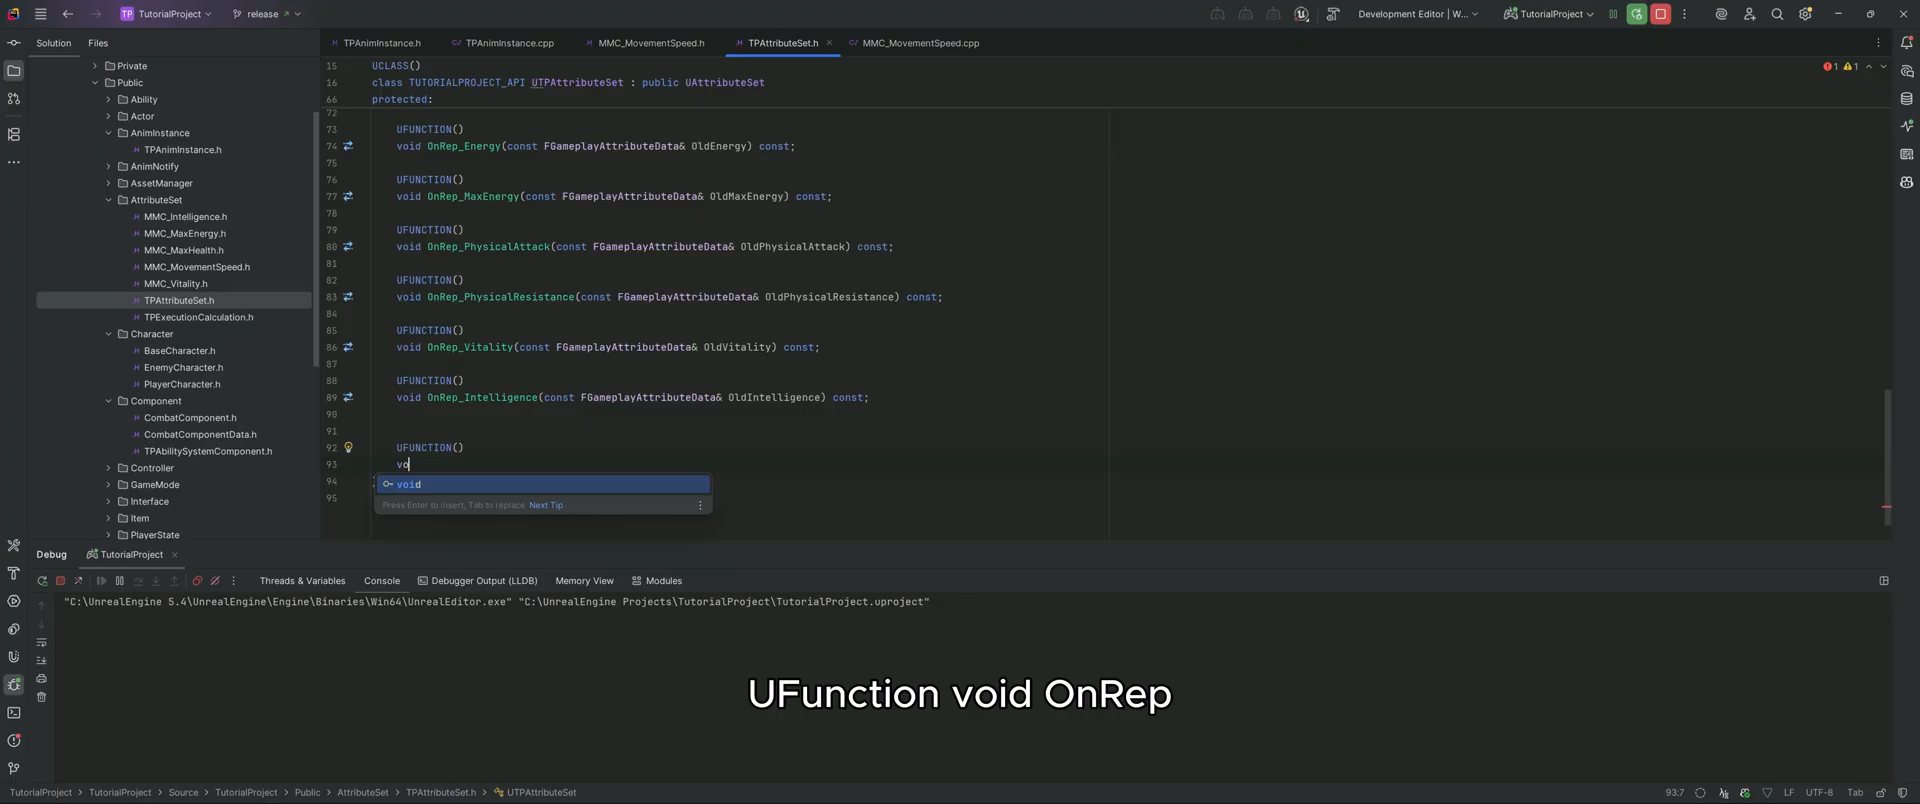 TP TutorialProject
release
Development Editor | W...
TutorialProject
Solution
Files
TPAnimInstance.h
TPAnimInstance.cpp
MMC_MovementSpeed.h
TPAttributeSet.h
MMC_MovementSpeed.cpp
Private
Public
Ability
Actor
AnimInstance
TPAnimInstance.h
AnimNotify
AssetManager
AttributeSet
MMC_Intelligence.h
MMC_MaxEnergy.h
MMC_MaxHealth.h
MMC_MovementSpeed.h
MMC_Vitality.h
TPAttributeSet.h
TPExecutionCalculation.h
Character
BaseCharacter.h
EnemyCharacter.h
PlayerCharacter.h
Component
CombatComponent.h
CombatComponentData.h
TPAbilitySystemComponent.h
Controller
GameMode
Interface
Item
PlayerState
15 UCLASS()
16 class TUTORIALPROJECT_API UTPAttributeSet : public UAttributeSet
66 protected:
1 1
72
73 UFUNCTION()
74 void OnRep_Energy(const FGameplayAttributeData& OldEnergy) const;
75
76 UFUNCTION()
77 void OnRep_MaxEnergy(const FGameplayAttributeData& OldMaxEnergy) const;
78
79 UFUNCTION()
80 void OnRep_PhysicalAttack(const FGameplayAttributeData& OldPhysicalAttack) const;
81
82 UFUNCTION()
83 void OnRep_PhysicalResistance(const FGameplayAttributeData& OldPhysicalResistance) const;
84
85 UFUNCTION()
86 void OnRep_Vitality(const FGameplayAttributeData& OldVitality) const;
87
88 UFUNCTION()
89 void OnRep_Intelligence(const FGameplayAttributeData& OldIntelligence) const;
90
91
92 UFUNCTION()
93 vo
94
void
95
Press Enter to insert, Tab to replace Next Tip
Debug
TutorialProject
Threads & Variables
Console
Debugger Output (LLDB)
Memory View
Modules
"C:\UnrealEngine 5.4\UnrealEngine\Engine\Binaries\Win64\UnrealEditor.exe" "C:\UnrealEngine Projects\TutorialProject\TutorialProject.uproject"
UFunction void OnRep
TutorialProject > TutorialProject > Source > TutorialProject > Public > AttributeSet > TPAttributeSet.h > UTPAttributeSet
93:7
LF
UTF-8
Tab